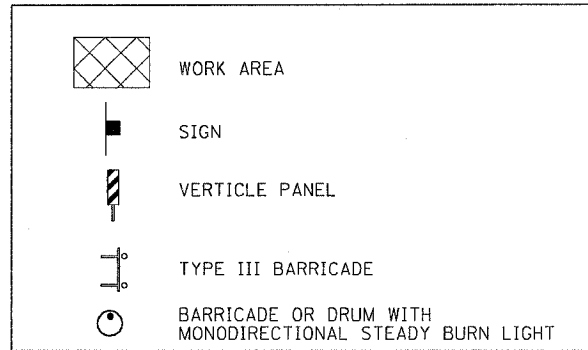 WORK AREA
SIGN
VERTICLE PANEL
TYPE III BARRICADE
BARRICADE OR DRUM WITH
MONODIRECTIONAL STEADY BURN LIGHT